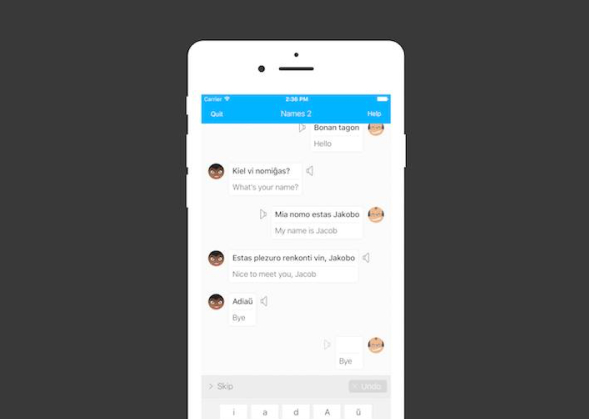 Carrier 2:36 PM
Quit Names 2 Help
Bonan tagon
Hello
Kiel vi nomiĝas?
What's your name?
Mia nomo estas Jakobo
My name is Jacob
Estas plezuro renkonti vin, Jakobo
Nice to meet you, Jacob
Adiaŭ
Bye
Bye
Skip Undo
i a d A ŭ